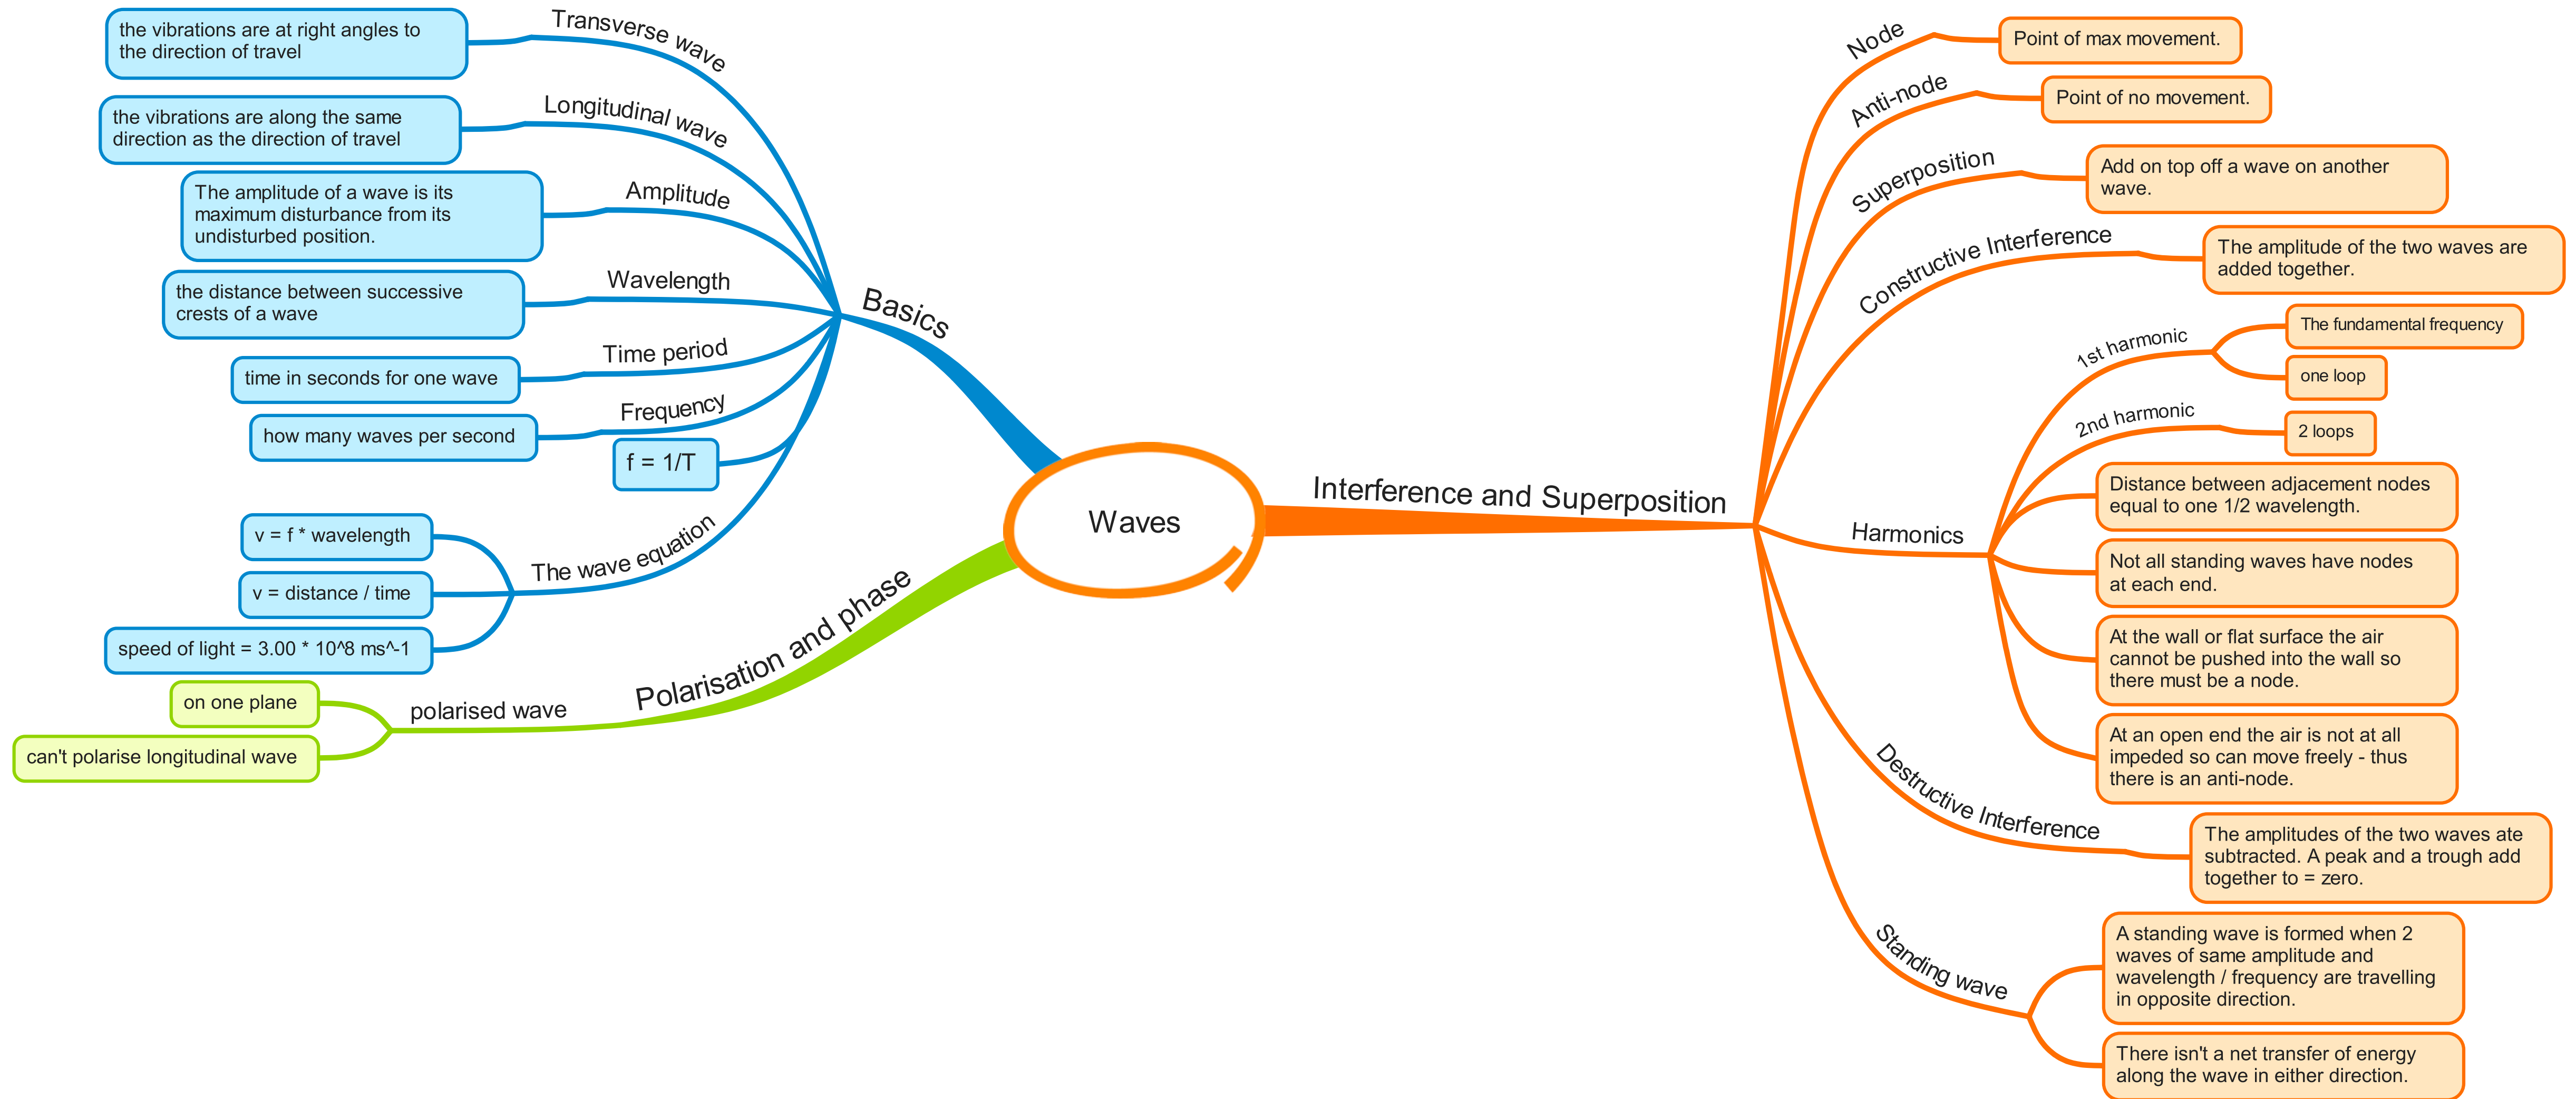 Waves
Basics
Transverse wave
the vibrations are at right angles to
the direction of travel
Longitudinal wave
the vibrations are along the same
direction as the direction of travel
Amplitude
The amplitude of a wave is its
maximum disturbance from its
undisturbed position.
Wavelength
the distance between successive
crests of a wave
Time period
time in seconds for one wave
Frequency
how many waves per second
f = 1/T
The wave equation
v = f * wavelength
v = distance / time
speed of light = 3.00 * 10^8 ms^-1
Polarisation and phase
polarised wave
on one plane
can't polarise longitudinal wave
Interference and Superposition
Node
Point of max movement.
Anti-node
Point of no movement.
Superposition
Add on top off a wave on another
wave.
Constructive Interference
The amplitude of the two waves are
added together.
Harmonics
1st harmonic
The fundamental frequency
one loop
2nd harmonic
2 loops
Distance between adjacement nodes
equal to one 1/2 wavelength.
Not all standing waves have nodes
at each end.
At the wall or flat surface the air
cannot be pushed into the wall so
there must be a node.
At an open end the air is not at all
impeded so can move freely - thus
there is an anti-node.
Destructive Interference
The amplitudes of the two waves ate
subtracted. A peak and a trough add
together to = zero.
Standing wave
A standing wave is formed when 2
waves of same amplitude and
wavelength / frequency are travelling
in opposite direction.
There isn't a net transfer of energy
along the wave in either direction.